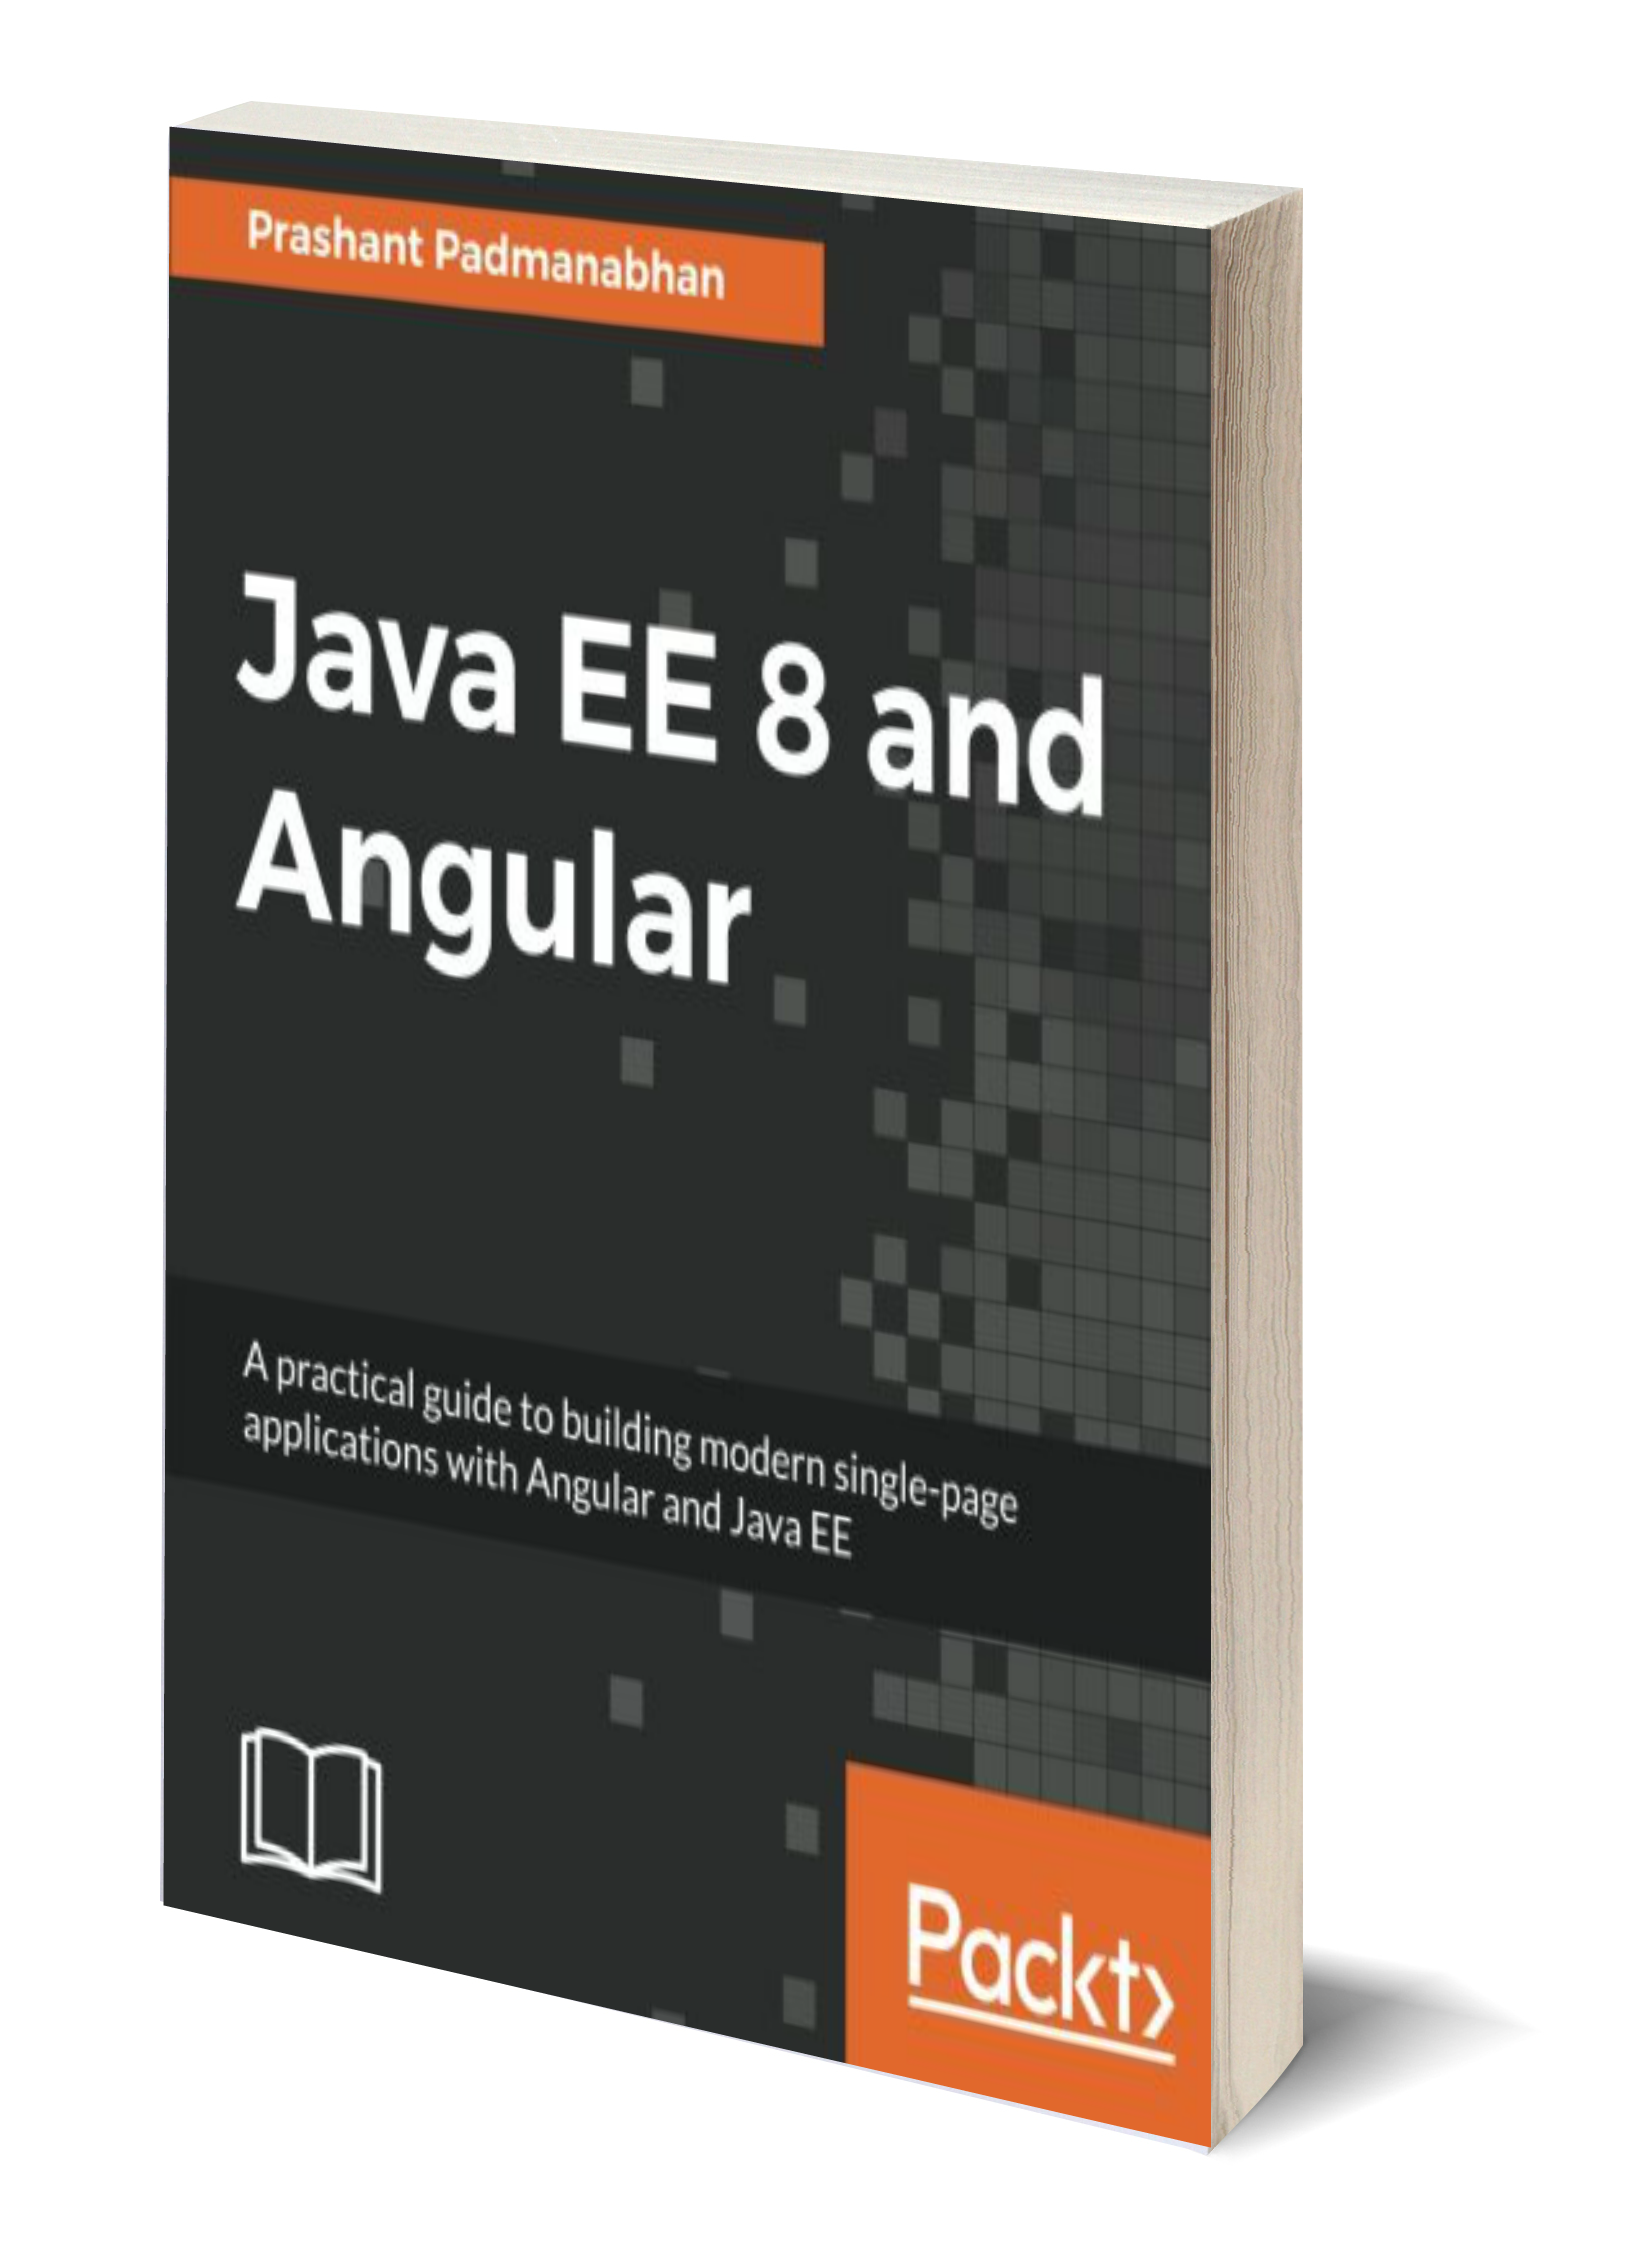 Prashant Padmanabhan
Java EE 8 and
Angular
A practical guide to building modern single-page
applications with Angular and Java EE
Packt>